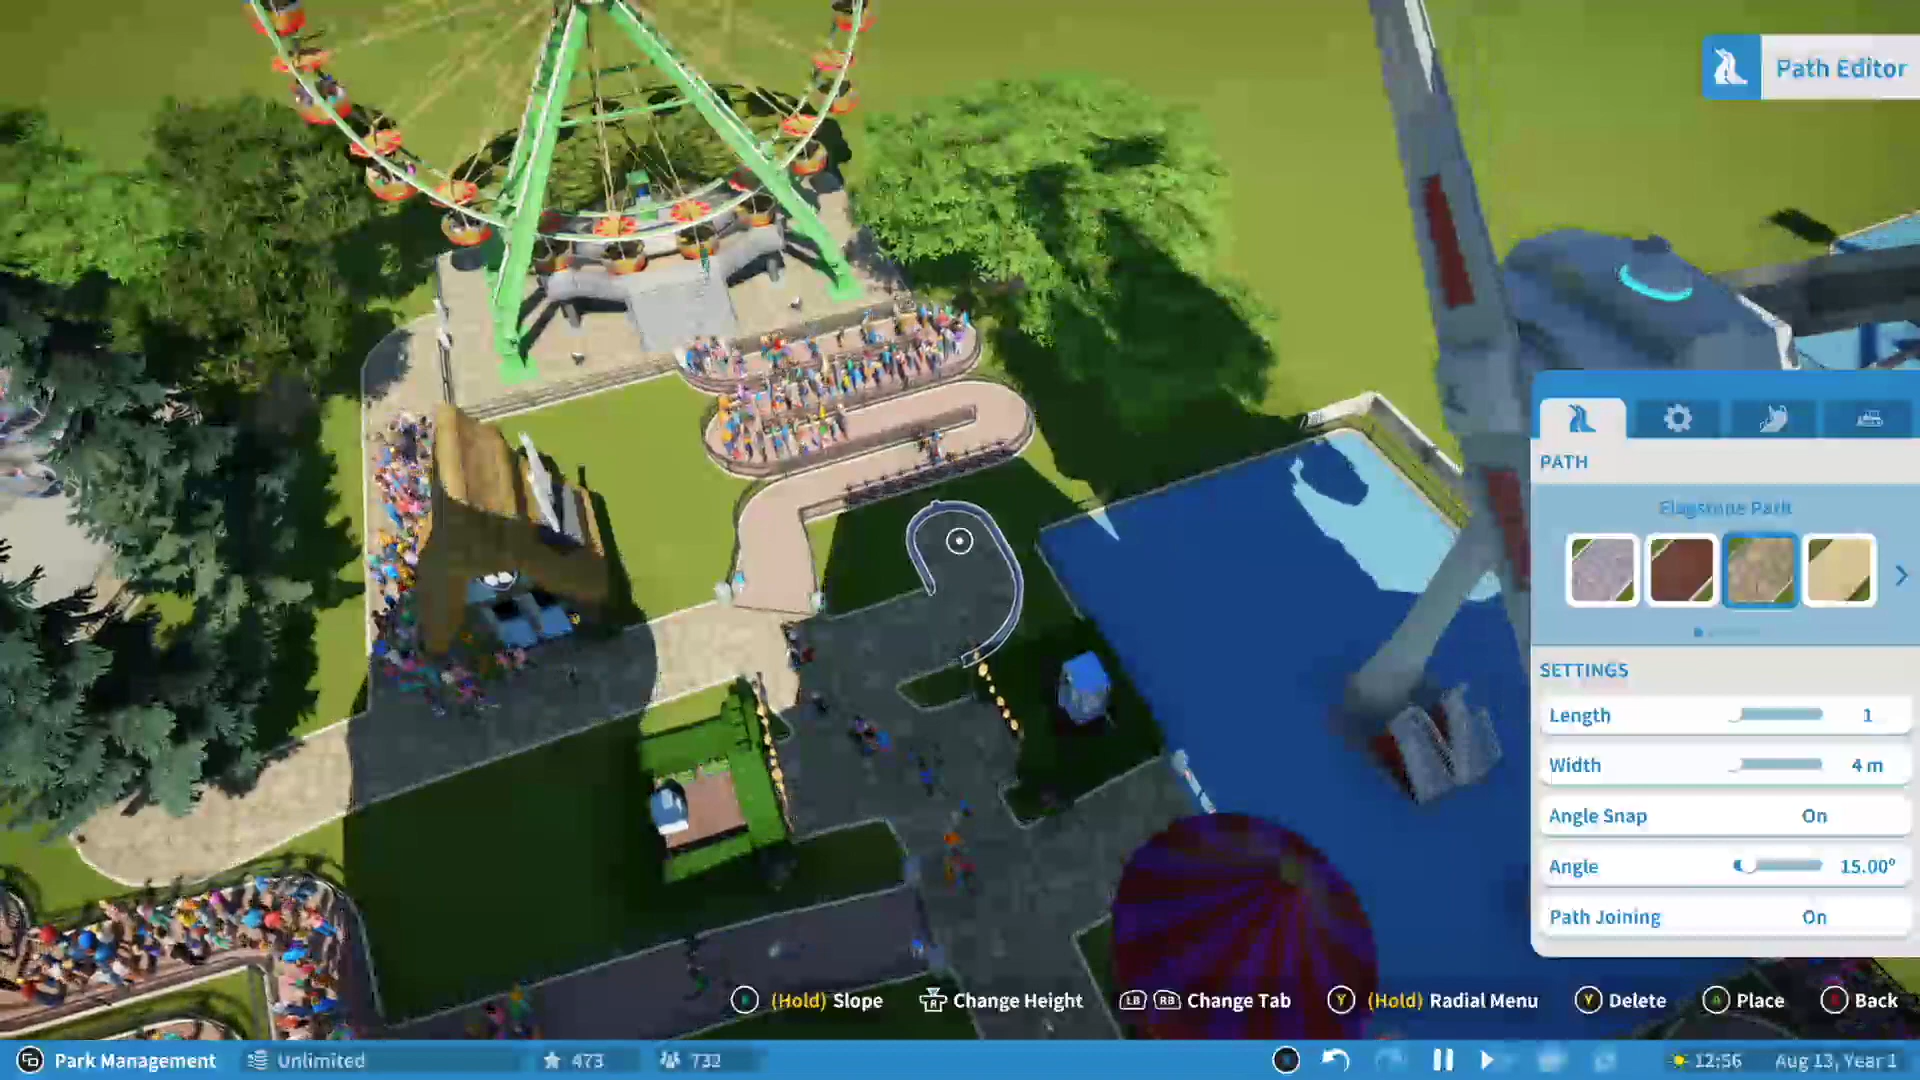 Path Editor
PATH
Flagstone Path
SETTINGS
Length 1
Width 4 m
Angle Snap On
Angle 15.00°
Path Joining On
(Hold) Slope
Change Height
LB RB Change Tab
Y (Hold) Radial Menu
Y Delete
A Place
Back
Park Management
Unlimited
473
732
12:56
Aug 13, Year 1